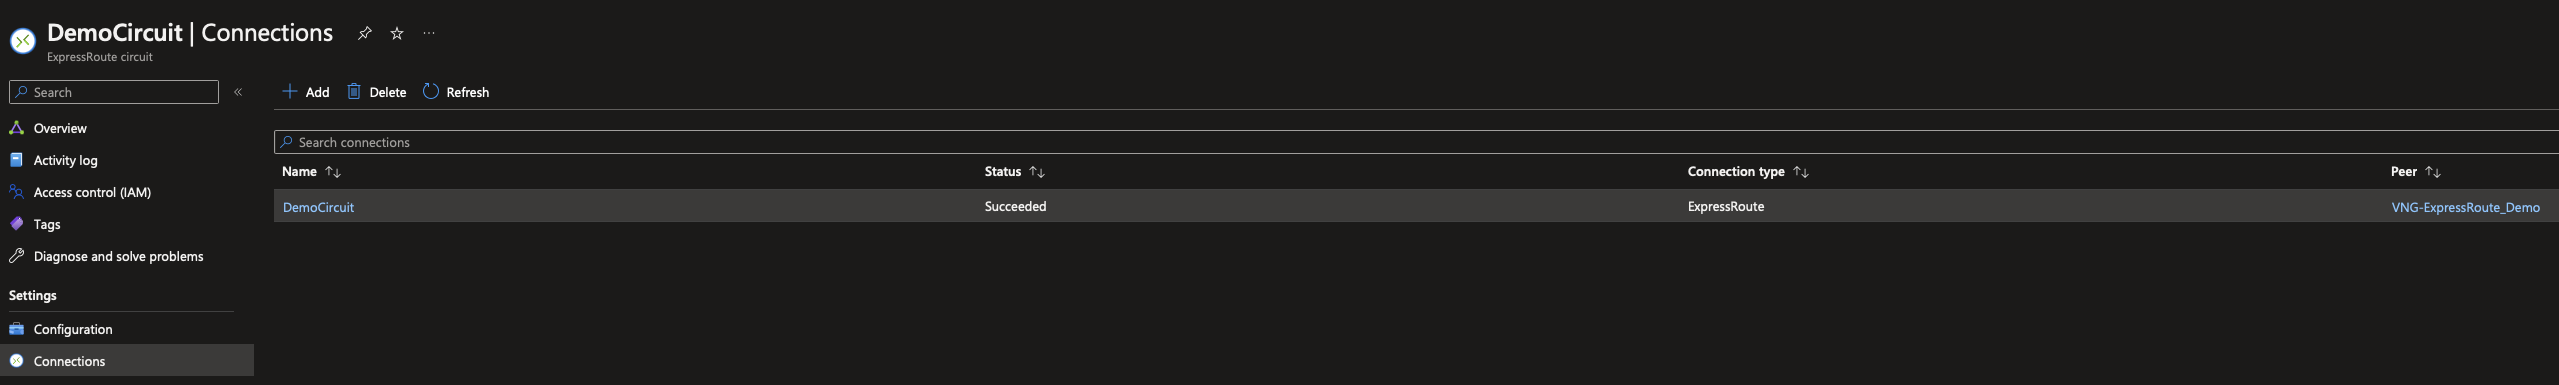 DemoCircuit | Connections
ExpressRoute circuit
Search
Overview
Activity log
Access control (IAM)
Tags
Diagnose and solve problems
Settings
Configuration
Connections
Add Delete Refresh
Search connections
Name Status Connection type Peer
DemoCircuit Succeeded ExpressRoute VNG-ExpressRoute_Demo